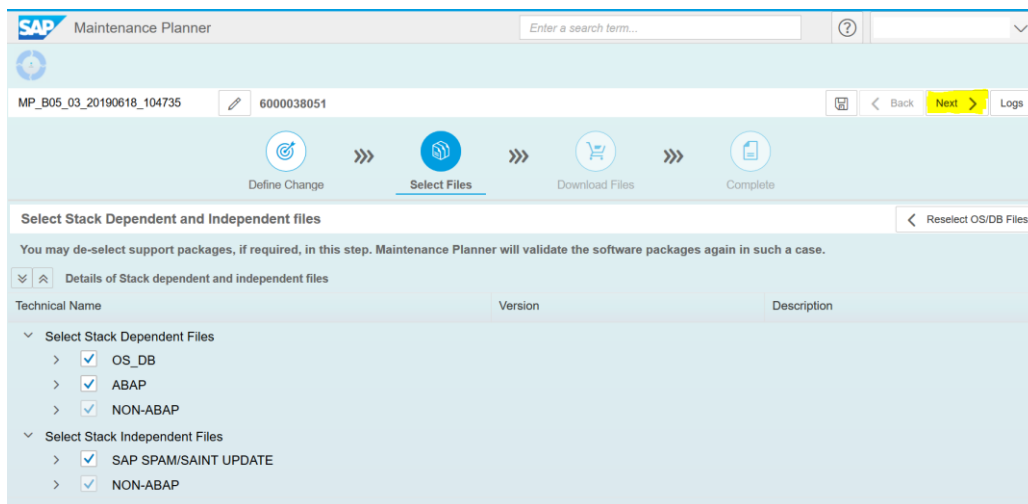 SAP Maintenance Planner Enter a search term... ?
MP_B05_03_20190618_104735 6000038051 Back Next Logs
Define Change Select Files Download Files Complete
Select Stack Dependent and Independent files Reselect OS/DB Files
You may de-select support packages, if required, in this step. Maintenance Planner will validate the software packages again in such a case.
Details of Stack dependent and independent files
Technical Name Version Description
Select Stack Dependent Files
OS_DB
ABAP
NON-ABAP
Select Stack Independent Files
SAP SPAM/SAINT UPDATE
NON-ABAP